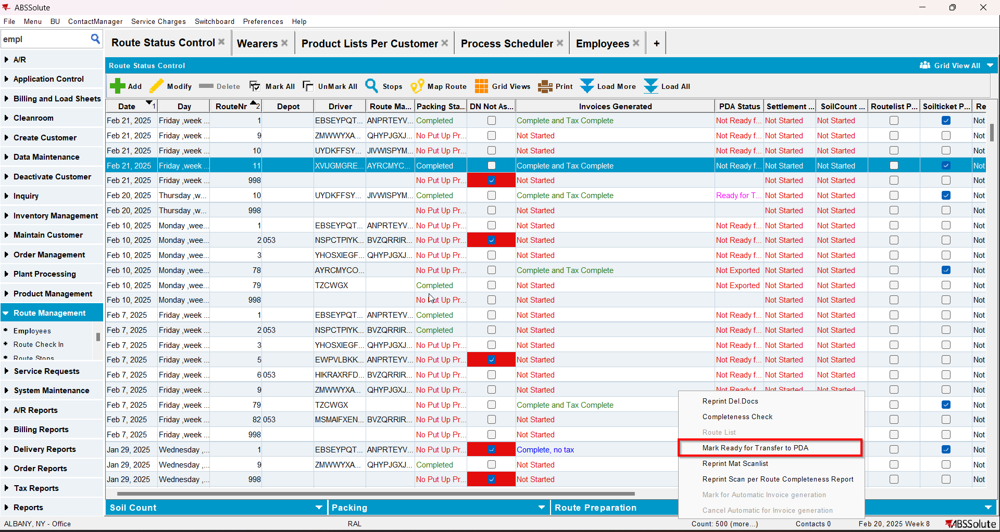 ABSSolute
File Menu BU ContactManager Service Charges Switchboard Preferences Help
empl
Route Status Control Wearers Product Lists Per Customer Process Scheduler Employees +
Route Status Control Grid View All
Add Modify Delete Mark All UnMark All Stops Map Route Grid Views Print Load More Load All
A/R
Application Control
Billing and Load Sheets
Cleanroom
Create Customer
Data Maintenance
Deactivate Customer
Inquiry
Inventory Management
Maintain Customer
Order Management
Plant Processing
Product Management
Route Management
Employees
Route Check In
Route Stops
Service Requests
System Maintenance
A/R Reports
Billing Reports
Delivery Reports
Order Reports
Tax Reports
Reports
Date 1 Day RouteNr 2 Depot Driver Route Ma... Packing Sta... DN Not As... Invoices Generated PDA Status Settlement ... SoilCount ... Routelist P... Soilticket P... Re
Feb 21, 2025 Friday ,week ... 1 EBSEYPQT... ANPRTEYV... Completed Complete and Tax Complete Not Ready f... Not Started Not Started Not
Feb 21, 2025 Friday ,week ... 9 ZMWWYXA... QHYPJGXJ... No Put Up Pr... Not Started Not Ready f... Not Started Not Started Not
Feb 21, 2025 Friday ,week ... 10 UYDKFFSY... JIVWISPYM... No Put Up Pr... Not Started Not Ready f... Not Started Not Started Not
Feb 21, 2025 Friday ,week ... 11 XVIJGMGRE... AYRCMYC... Completed Complete and Tax Complete Not Ready f... Not Started Not Started Not
Feb 21, 2025 Friday ,week ... 998 No Put Up Pr... Not Started Not Started Not Started Not
Feb 20, 2025 Thursday ,w... 10 UYDKFFSY... JIVWISPYM... Completed Complete and Tax Complete Ready for T... Not Started Not Started Not
Feb 20, 2025 Thursday ,w... 998 No Put Up Pr... Not Started Not Started Not Started Not
Feb 10, 2025 Monday ,wee... 1 EBSEYPQT... ANPRTEYV... No Put Up Pr... Not Started Not Ready f... Not Started Not Started Not
Feb 10, 2025 Monday ,wee... 2 053 NSPCTPIYK... BVZQRRIR... No Put Up Pr... Not Started Not Ready f... Not Started Not Started Not
Feb 10, 2025 Monday ,wee... 3 YHOSXIEGF... QHYPJGXJ... No Put Up Pr... Not Started Not Ready f... Not Started Not Started Not
Feb 10, 2025 Monday ,wee... 78 AYRCMYCO... No Put Up Pr... Complete and Tax Complete Not Exported Not Started Not Started Not
Feb 10, 2025 Monday ,wee... 79 TZCWGX Completed Not Started Not Exported Not Started Not Started Not
Feb 10, 2025 Monday ,wee... 998 No Put Up Pr... Not Started Not Started Not Started Not
Feb 7, 2025 Friday ,week ... 1 EBSEYPQT... ANPRTEYV... Completed Not Started Not Ready f... Not Started Not Started Not
Feb 7, 2025 Friday ,week ... 2 053 NSPCTPIYK... BVZQRRIR... Completed Not Started Not Ready f... Not Started Not Started Not
Feb 7, 2025 Friday ,week ... 3 YHOSXIEGF... QHYPJGXJ... No Put Up Pr... Not Started Not Ready f... Not Started Not Started Not
Feb 7, 2025 Friday ,week ... 5 EWPVLBKK... ANPRTEYV... No Put Up Pr... Not Started Not Ready f... Not Started Not Started Not
Feb 7, 2025 Friday ,week ... 6 053 HIKRAXRFD... BVZQRRIR... No Put Up Pr... Not Started Not Ready f... Not Started Not Started Not
Feb 7, 2025 Friday ,week ... 9 ZMWWYXA... QHYPJGXJ... No Put Up Pr... Not Started Not Ready f... Not Started Not Started Not
Feb 7, 2025 Friday ,week ... 79 TZCWGX No Put Up Pr... Complete and Tax Complete Not
Feb 7, 2025 Friday ,week ... 82 053 MSMAIFXEN... BVZQRRIR... No Put Up Pr... Not Started Not
Feb 7, 2025 Friday ,week ... 998 No Put Up Pr... Not Started Not
Jan 29, 2025 Wednesday ,... 1 EBSEYPQT... ANPRTEYV... No Put Up Pr... Complete, no tax Not
Jan 29, 2025 Wednesday ,... 9 ZMWWYXA... QHYPJGXJ... Completed Not Started Not
Jan 29, 2025 Wednesday ,... 998 No Put Up Pr... Not Started Not
Reprint Del.Docs
Completeness Check
Route List
Mark Ready for Transfer to PDA
Reprint Mat Scanlist
Reprint Scan per Route Completeness Report
Mark for Automatic Invoice generation
Cancel Automatic for Invoice generation
Soil Count Packing Route Preparation
ALBANY, NY - Office RAL Count: 500 (more...) Contacts 0 Feb 20, 2025 Week 8 ABSSolute